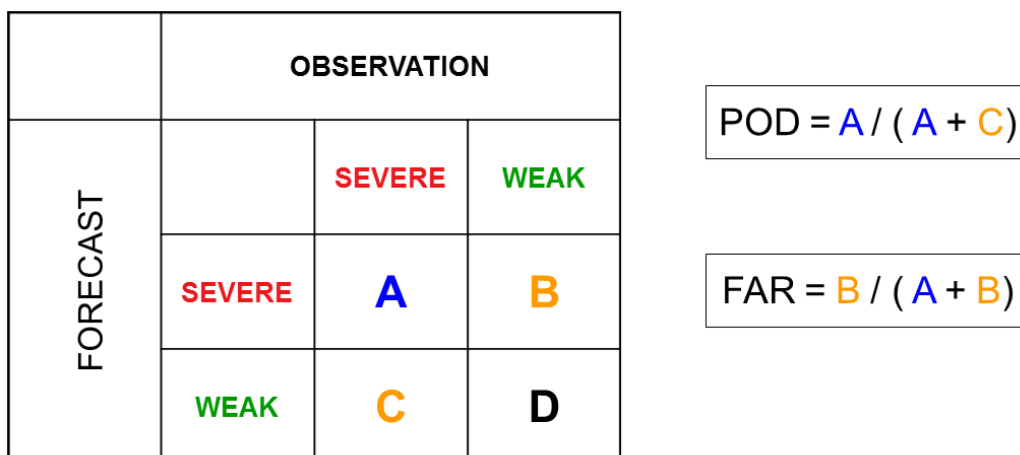 OBSERVATION
POD = A / ( A + C)
FORECAST
SEVERE WEAK
SEVERE A B
FAR = B / ( A + B)
WEAK C D